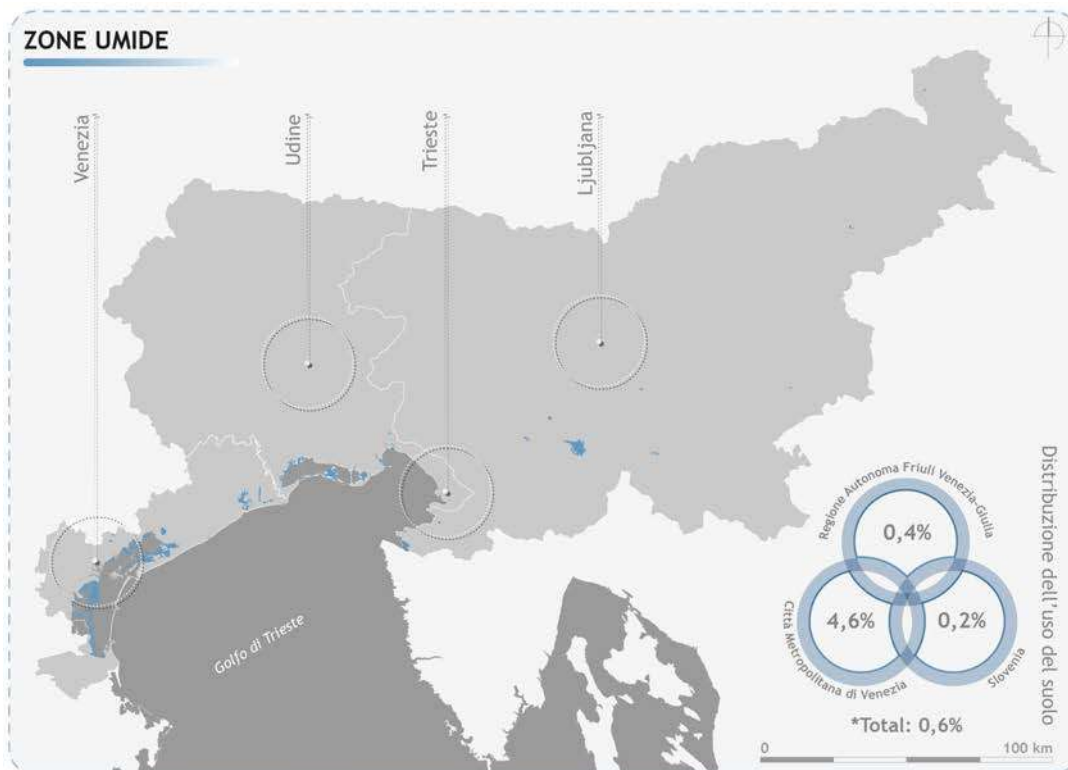 ZONE UMIDE
Venezia
Udine
Trieste
Ljubljana
Golfo di Trieste
Distribuzione dell'uso del suolo
Regione Autonoma Friuli Venezia-Giulia
0,4%
Città Metropolitana di Venezia
4,6%
Slovenia
0,2%
*Total: 0,6%
0
100 km